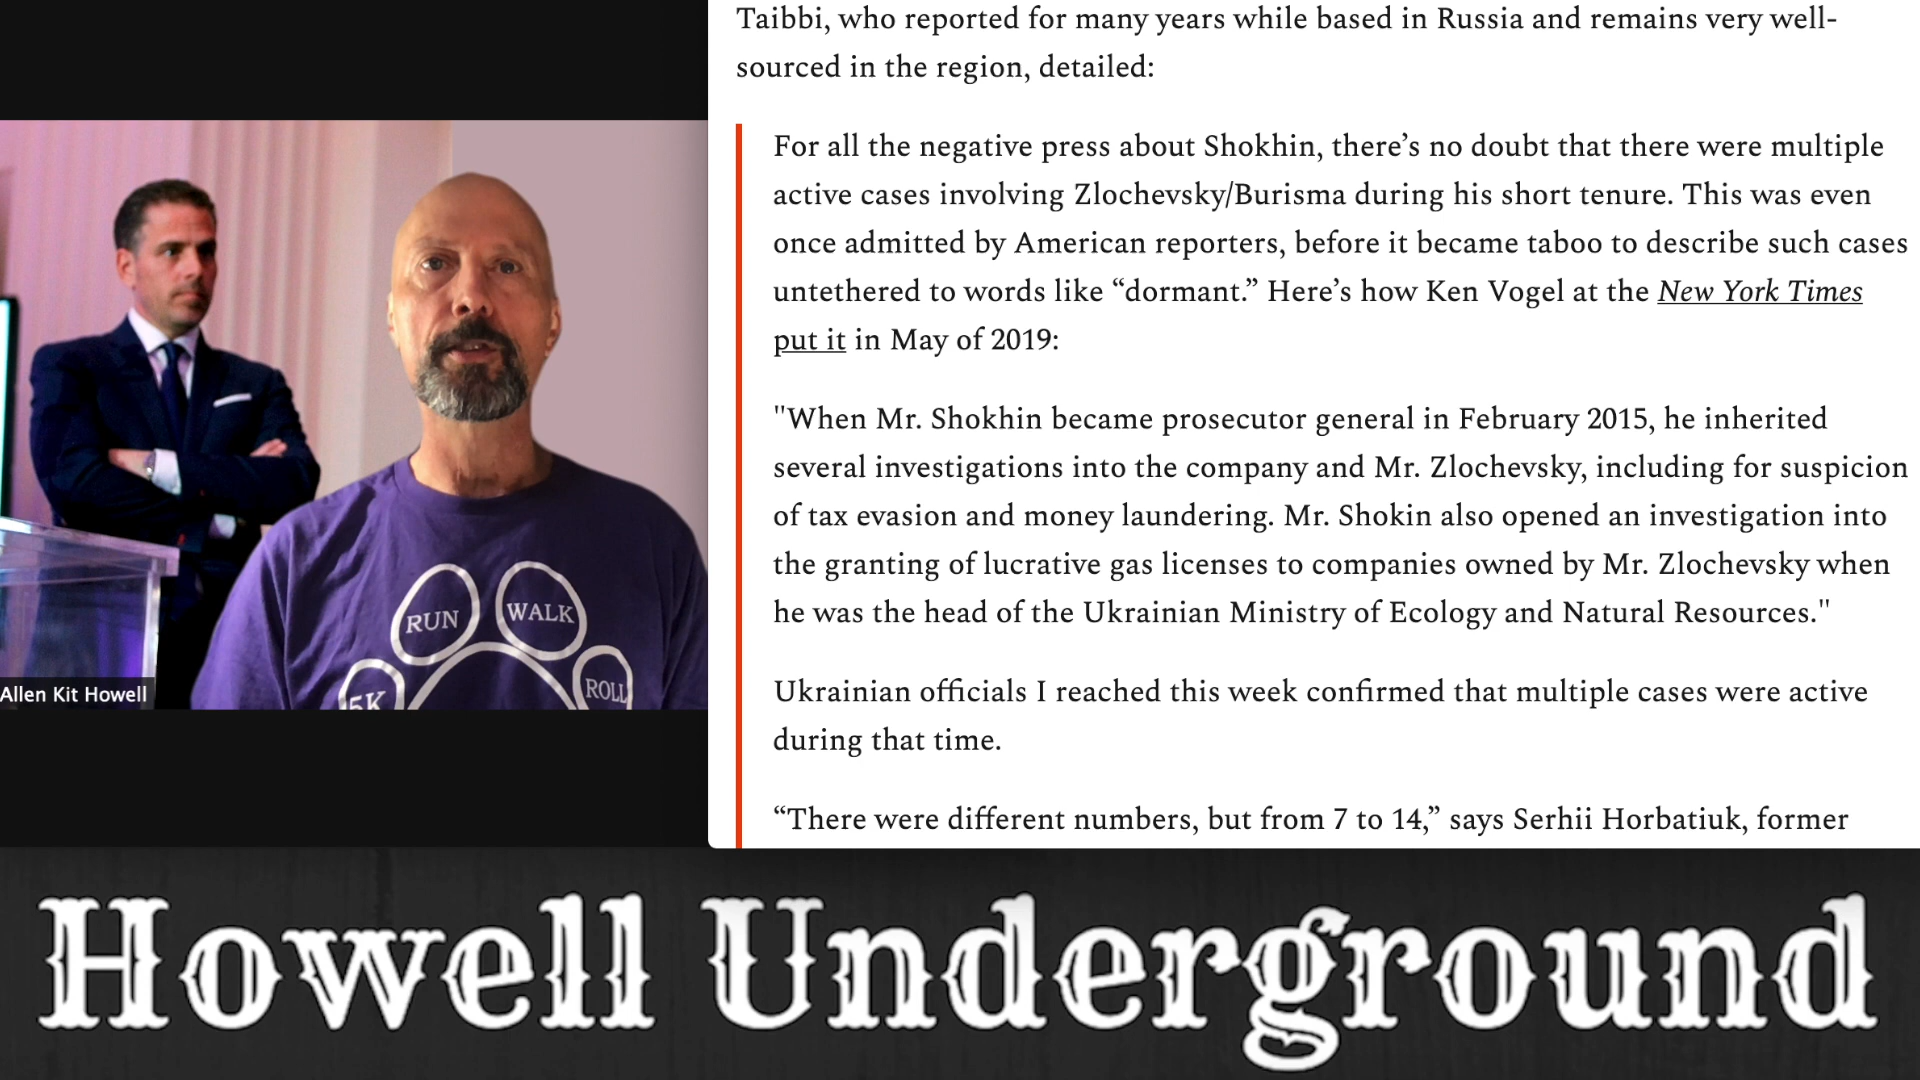 Taibbi, who reported for many years while based in Russia and remains very well-
sourced in the region, detailed:
For all the negative press about Shokhin, there’s no doubt that there were multiple
active cases involving Zlochevsky/Burisma during his short tenure. This was even
once admitted by American reporters, before it became taboo to describe such cases
untethered to words like “dormant.” Here’s how Ken Vogel at the New York Times
put it in May of 2019:
"When Mr. Shokhin became prosecutor general in February 2015, he inherited
several investigations into the company and Mr. Zlochevsky, including for suspicion
of tax evasion and money laundering. Mr. Shokin also opened an investigation into
the granting of lucrative gas licenses to companies owned by Mr. Zlochevsky when
he was the head of the Ukrainian Ministry of Ecology and Natural Resources."
Ukrainian officials I reached this week confirmed that multiple cases were active
during that time.
“There were different numbers, but from 7 to 14,” says Serhii Horbatiuk, former
RUN
WALK
5K
ROLL
Allen Kit Howell
Howell Underground